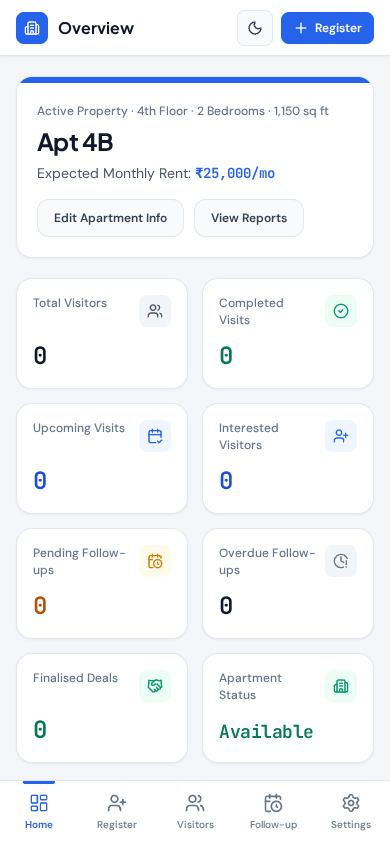 Overview
Register
Active Property · 4th Floor · 2 Bedrooms · 1,150 sq ft
Apt 4B
Expected Monthly Rent: ₹25,000/mo
Edit Apartment Info
View Reports
Total Visitors
0
Completed
Visits
0
Upcoming Visits
0
Interested
Visitors
0
Pending Follow-
ups
0
Overdue Follow-
ups
0
Finalised Deals
0
Apartment
Status
Available
Home
Register
Visitors
Follow-up
Settings